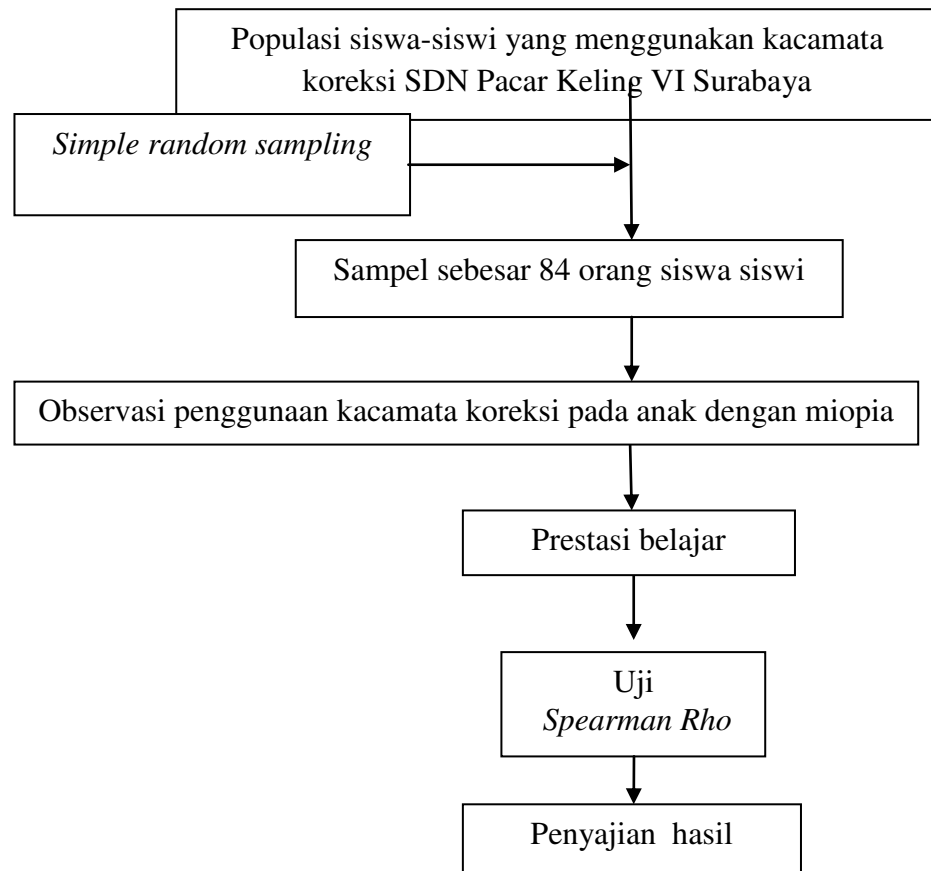 Populasi siswa-siswi yang menggunakan kacamata
koreksi SDN Pacar Keling VI Surabaya
Simple random sampling
Sampel sebesar 84 orang siswa siswi
Observasi penggunaan kacamata koreksi pada anak dengan miopia
Prestasi belajar
Uji
Spearman Rho
Penyajian hasil